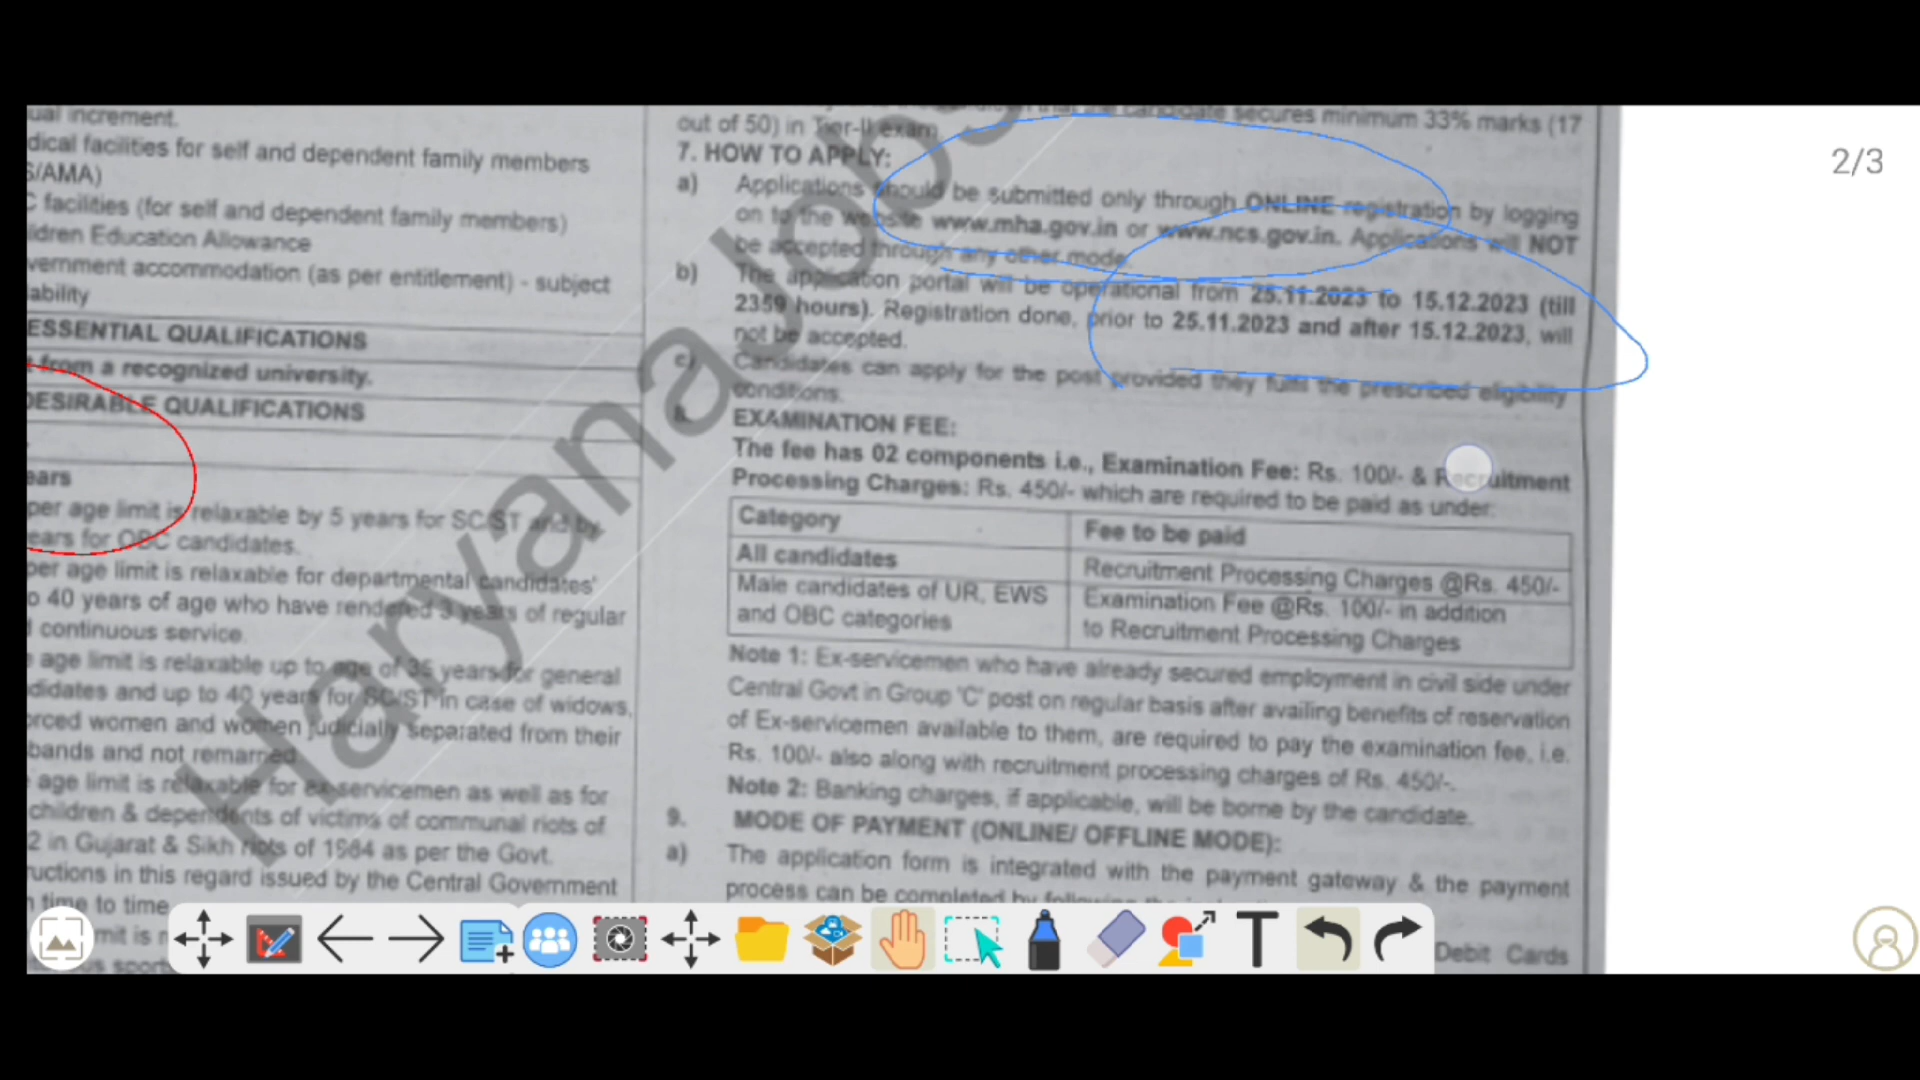 ual increment.
dical facilities for self and dependent family members
S/AMA)
C facilities (for self and dependent family members)
ildren Education Allowance
vernment accommodation (as per entitlement) - subject
lability
ESSENTIAL QUALIFICATIONS
t from a recognized university.
DESIRABLE QUALIFICATIONS
ears
per age limit is relaxable by 5 years for SC/ST and by
ears for OBC candidates.
per age limit is relaxable for departmental candidates'
o 40 years of age who have rendered 3 years of regular
d continuous service.
e age limit is relaxable up to age of 35 years for general
didates and up to 40 years for SC/ST in case of widows,
orced women and women judicially separated from their
bands and not remarried
e age limit is relaxable for ex-servicemen as well as for
children & dependents of victims of communal riots of
2 in Gujarat & Sikh riots of 1984 as per the Govt.
ructions in this regard issued by the Central Government
n time to time
mit is
sport
that the candidate secures minimum 33% marks (17
out of 50) in Tier-II exam.
7. HOW TO APPLY:
a) Applications should be submitted only through ONLINE registration by logging
on to the website www.mha.gov.in or www.ncs.gov.in. Applications will NOT
be accepted through any other mode.
b) The application portal will be operational from 25.11.2023 to 15.12.2023 (till
2359 hours). Registration done, prior to 25.11.2023 and after 15.12.2023, will
not be accepted.
c) Candidates can apply for the post provided they fulfil the prescribed eligibility
conditions.
8. EXAMINATION FEE:
The fee has 02 components i.e., Examination Fee: Rs. 100/- & Recruitment
Processing Charges: Rs. 450/- which are required to be paid as under:
Category Fee to be paid
All candidates Recruitment Processing Charges @Rs. 450/-
Male candidates of UR, EWS Examination Fee @Rs. 100/- in addition
and OBC categories to Recruitment Processing Charges
Note 1: Ex-servicemen who have already secured employment in civil side under
Central Govt in Group 'C' post on regular basis after availing benefits of reservation
of Ex-servicemen available to them, are required to pay the examination fee, i.e.
Rs. 100/- also along with recruitment processing charges of Rs. 450/-.
Note 2: Banking charges, if applicable, will be borne by the candidate.
9. MODE OF PAYMENT (ONLINE/ OFFLINE MODE):
a) The application form is integrated with the payment gateway & the payment
process can be completed by following the
Debit Cards
Haryana Jobs
2/3
T